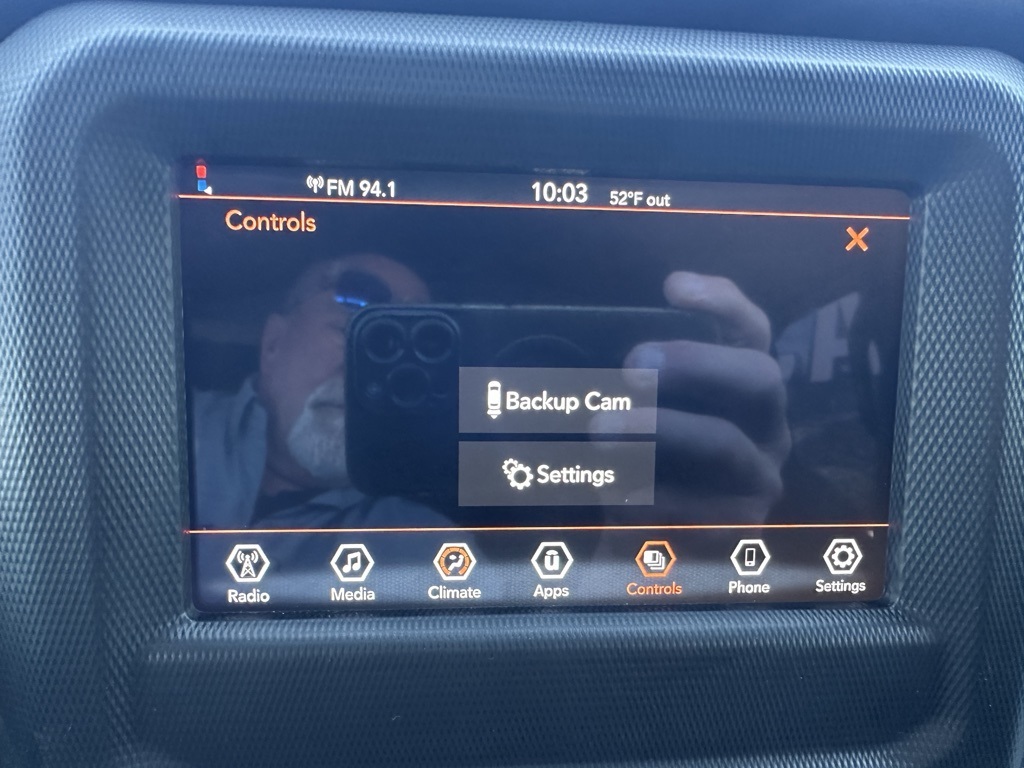 FM 94.1
10:03
52°F out
Controls
Backup Cam
Settings
Radio
Media
Climate
Apps
Controls
Phone
Settings